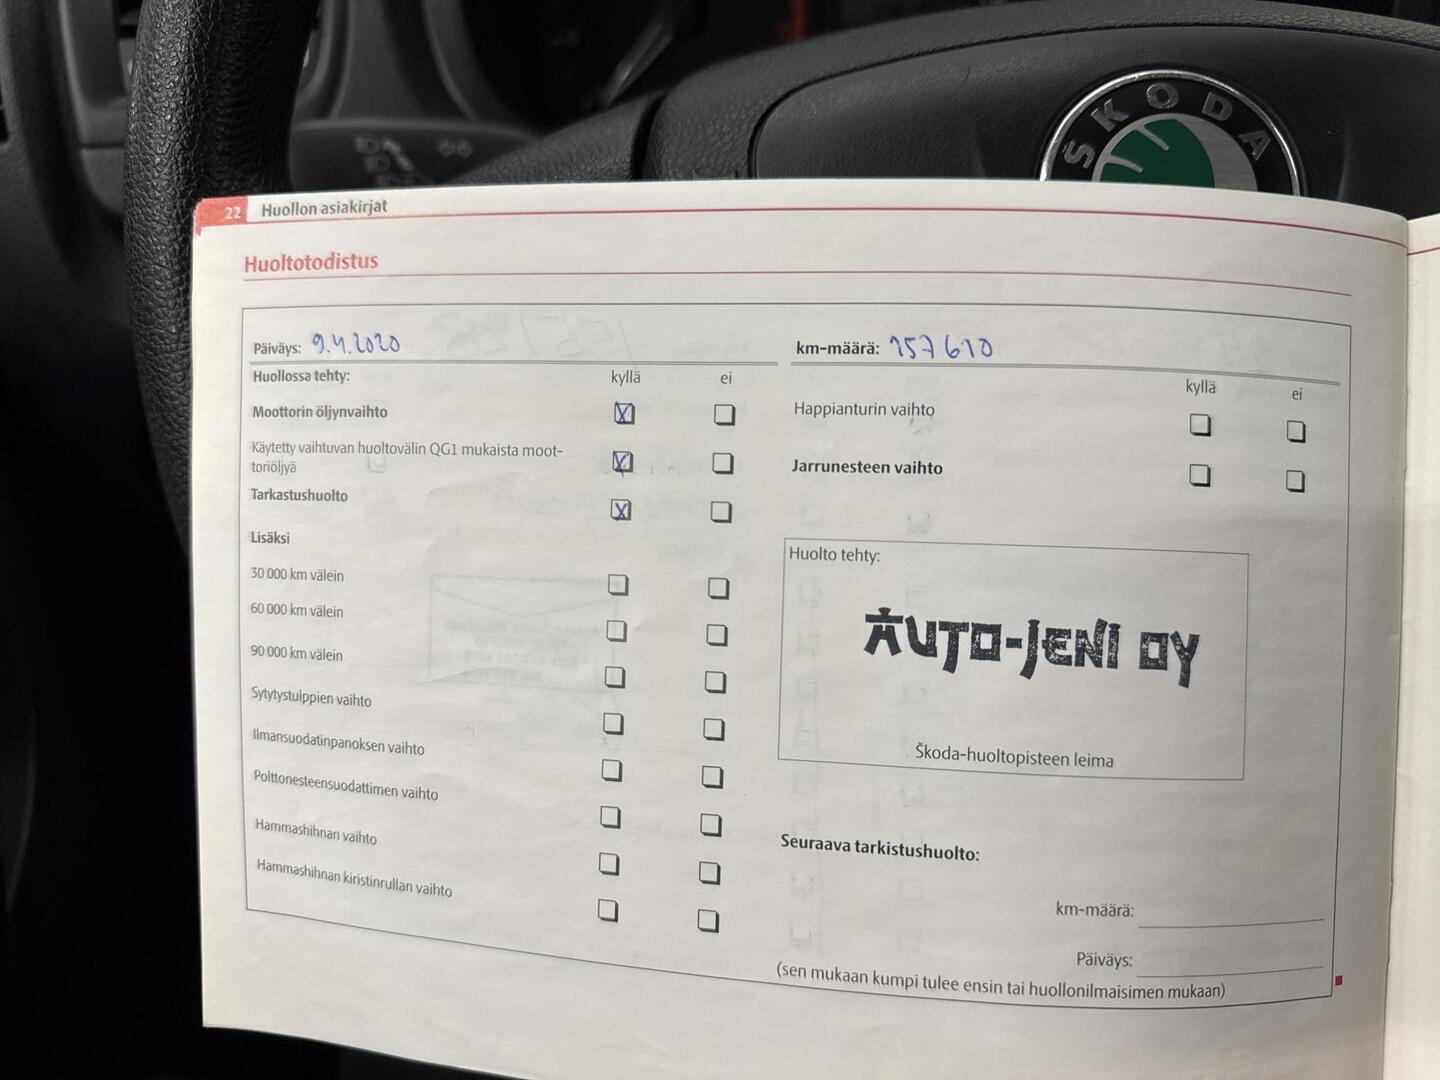 SKODA
22 Huollon asiakirjat
Huoltotodistus
Päiväys: 9.4.2020
Huollossa tehty: kyllä ei
Moottorin öljynvaihto
Käytetty vaihtuvan huoltovälin QG1 mukaista moot-
toriöljyä
Tarkastushuolto
Lisäksi
30 000 km välein
60 000 km välein
90 000 km välein
Sytytystulppien vaihto
Ilmansuodatinpanoksen vaihto
Polttonesteensuodattimen vaihto
Hammashihnan vaihto
Hammashihnan kiristinrullan vaihto
km-määrä: 157610
kyllä ei
Happianturin vaihto
Jarrunesteen vaihto
Huolto tehty:
AUTO-JENI OY
Škoda-huoltopisteen leima
Seuraava tarkistushuolto:
km-määrä:
Päiväys:
(sen mukaan kumpi tulee ensin tai huollonilmaisimen mukaan)